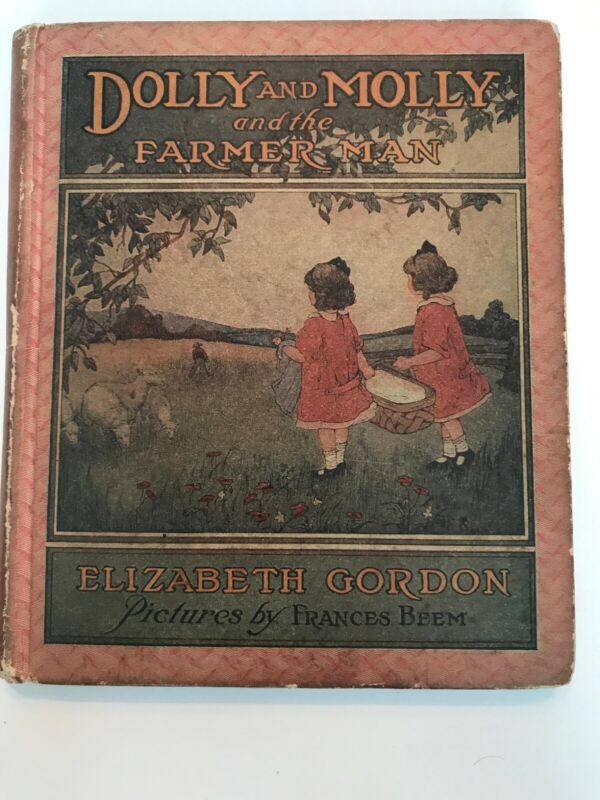 DOLLY AND MOLLY
and the
FARMER MAN
ELIZABETH GORDON
Pictures by FRANCES BEEM